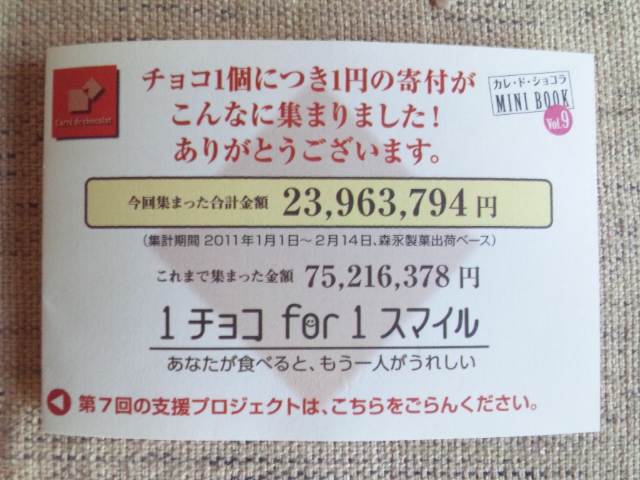 Carré de chocolat
チョコ1個につき1円の寄付が
こんなに集まりました!
ありがとうございます。
カレ・ド・ショコラ
MINI BOOK
Vol.9
今回集まった合計金額 23,963,794 円
(集計期間 2011年1月1日~2月14日、森永製菓出荷ベース)
これまで集まった金額 75,216,378 円
1 チョコ for 1 スマイル
あなたが食べると、もう一人がうれしい
第7回の支援プロジェクトは、こちらをごらんください。